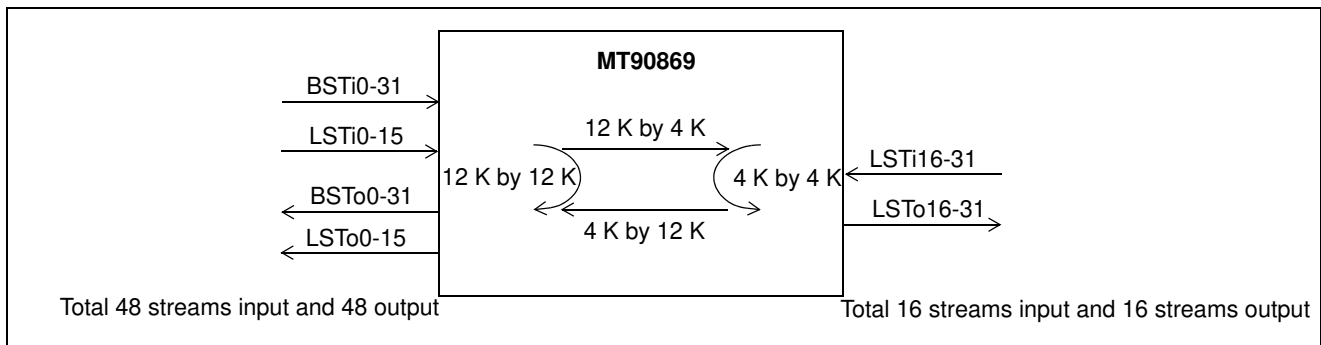 MT90869
BSTi0-31
LSTi0-15
BSTo0-31
LSTo0-15
12 K by 4 K
12 K by 12 K
4 K by 4 K
4 K by 12 K
LSTi16-31
LSTo16-31
Total 48 streams input and 48 output
Total 16 streams input and 16 streams output